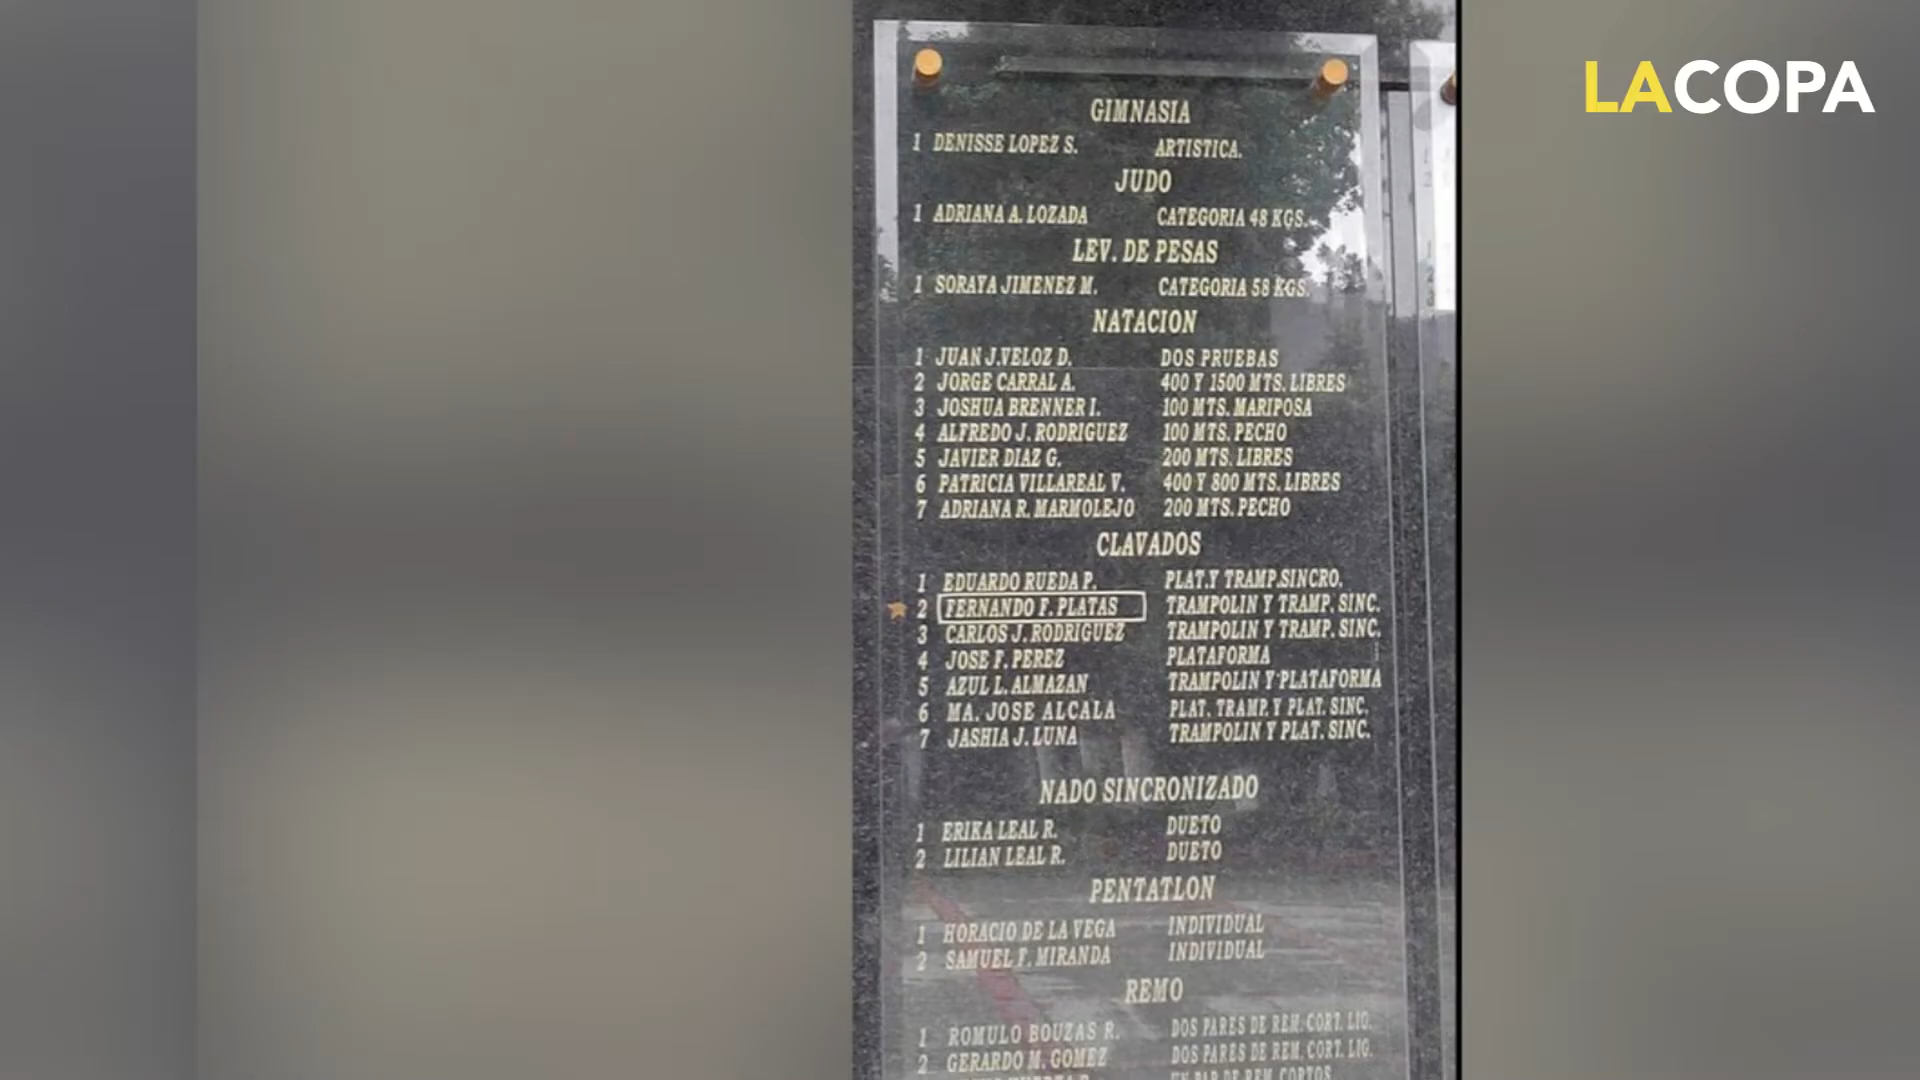 LACOPA
GIMNASIA
1 DENISSE LOPEZ S. ARTISTICA.
JUDO
1 ADRIANA A. LOZADA CATEGORIA 48 KGS.
LEV. DE PESAS
1 SORAYA JIMENEZ M. CATEGORIA 58 KGS.
NATACION
1 JUAN J.VELOZ D. DOS PRUEBAS
2 JORGE CARRAL A. 400 Y 1500 MTS. LIBRES
3 JOSHUA BRENNER I. 100 MTS. MARIPOSA
4 ALFREDO J. RODRIGUEZ 100 MTS. PECHO
5 JAVIER DIAZ G. 200 MTS. LIBRES
6 PATRICIA VILLAREAL V. 400 Y 800 MTS. LIBRES
7 ADRIANA R. MARMOLEJO 200 MTS. PECHO
CLAVADOS
1 EDUARDO RUEDA P. PLAT.Y TRAMP.SINCRO.
2 FERNANDO F. PLATAS TRAMPOLIN Y TRAMP. SINC.
3 CARLOS J. RODRIGUEZ TRAMPOLIN Y TRAMP. SINC.
4 JOSE F. PEREZ PLATAFORMA
5 AZUL L. ALMAZAN TRAMPOLIN Y PLATAFORMA
6 MA. JOSE ALCALA PLAT. TRAMP. Y PLAT. SINC.
7 JASHIA J. LUNA TRAMPOLIN Y PLAT. SINC.
NADO SINCRONIZADO
1 ERIKA LEAL R. DUETO
2 LILIAN LEAL R. DUETO
PENTATLON
1 HORACIO DE LA VEGA INDIVIDUAL
2 SAMUEL F. MIRANDA INDIVIDUAL
REMO
1 ROMULO BOUZAS R. DOS PARES DE REM. CORT. LIG.
2 GERARDO M. GOMEZ DOS PARES DE REM. CORT. LIG.
UN PAR DE REM. CORTOS